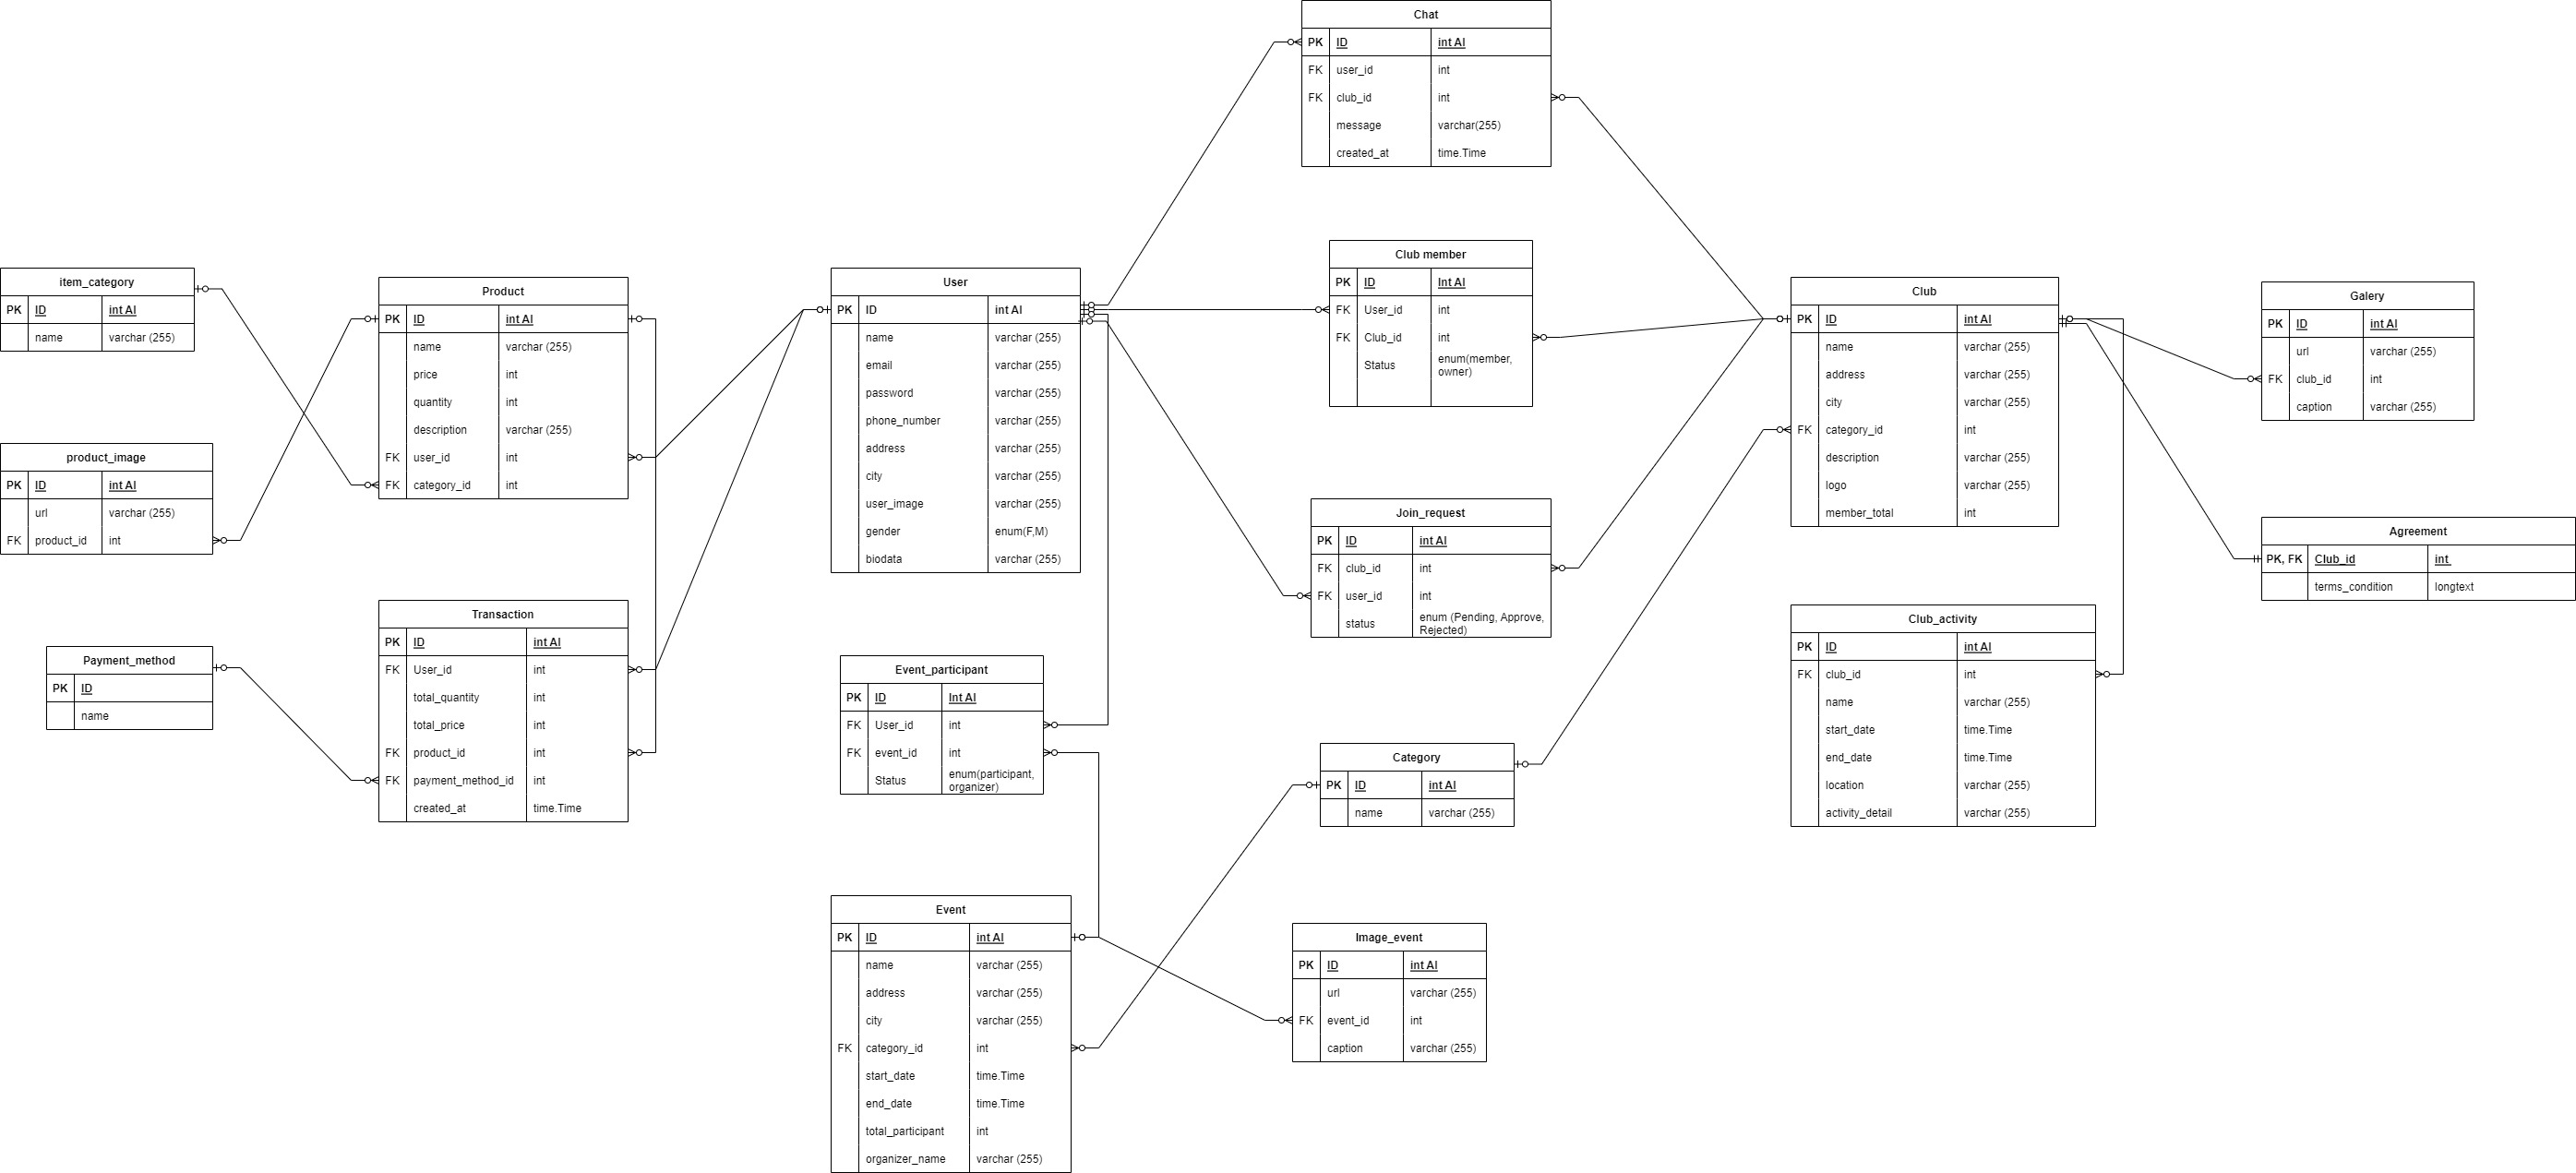 Chat
PK ID int AI
FK user_id int
FK club_id int
message varchar(255)
created_at time.Time
Club member
PK ID Int AI
FK User_id int
FK Club_id int
Status enum(member,
owner)
item_category
PK ID int AI
name varchar (255)
Product
PK ID int AI
name varchar (255)
price int
quantity int
description varchar (255)
FK user_id int
FK category_id int
User
PK ID int AI
name varchar (255)
email varchar (255)
password varchar (255)
phone_number varchar (255)
address varchar (255)
city varchar (255)
user_image varchar (255)
gender enum(F,M)
biodata varchar (255)
Club
PK ID int AI
name varchar (255)
address varchar (255)
city varchar (255)
FK category_id int
description varchar (255)
logo varchar (255)
member_total int
Galery
PK ID int AI
url varchar (255)
FK club_id int
caption varchar (255)
product_image
PK ID int AI
url varchar (255)
FK product_id int
Join_request
PK ID int AI
FK club_id int
FK user_id int
status enum (Pending, Approve,
Rejected)
Agreement
PK, FK Club_id int
terms_condition longtext
Transaction
PK ID int AI
FK User_id int
total_quantity int
total_price int
FK product_id int
FK payment_method_id int
created_at time.Time
Payment_method
PK ID
name
Event_participant
PK ID Int AI
FK User_id int
FK event_id int
Status enum(participant,
organizer)
Club_activity
PK ID int AI
FK club_id int
name varchar (255)
start_date time.Time
end_date time.Time
location varchar (255)
activity_detail varchar (255)
Category
PK ID int AI
name varchar (255)
Event
PK ID int AI
name varchar (255)
address varchar (255)
city varchar (255)
FK category_id int
start_date time.Time
end_date time.Time
total_participant int
organizer_name varchar (255)
Image_event
PK ID int AI
url varchar (255)
FK event_id int
caption varchar (255)